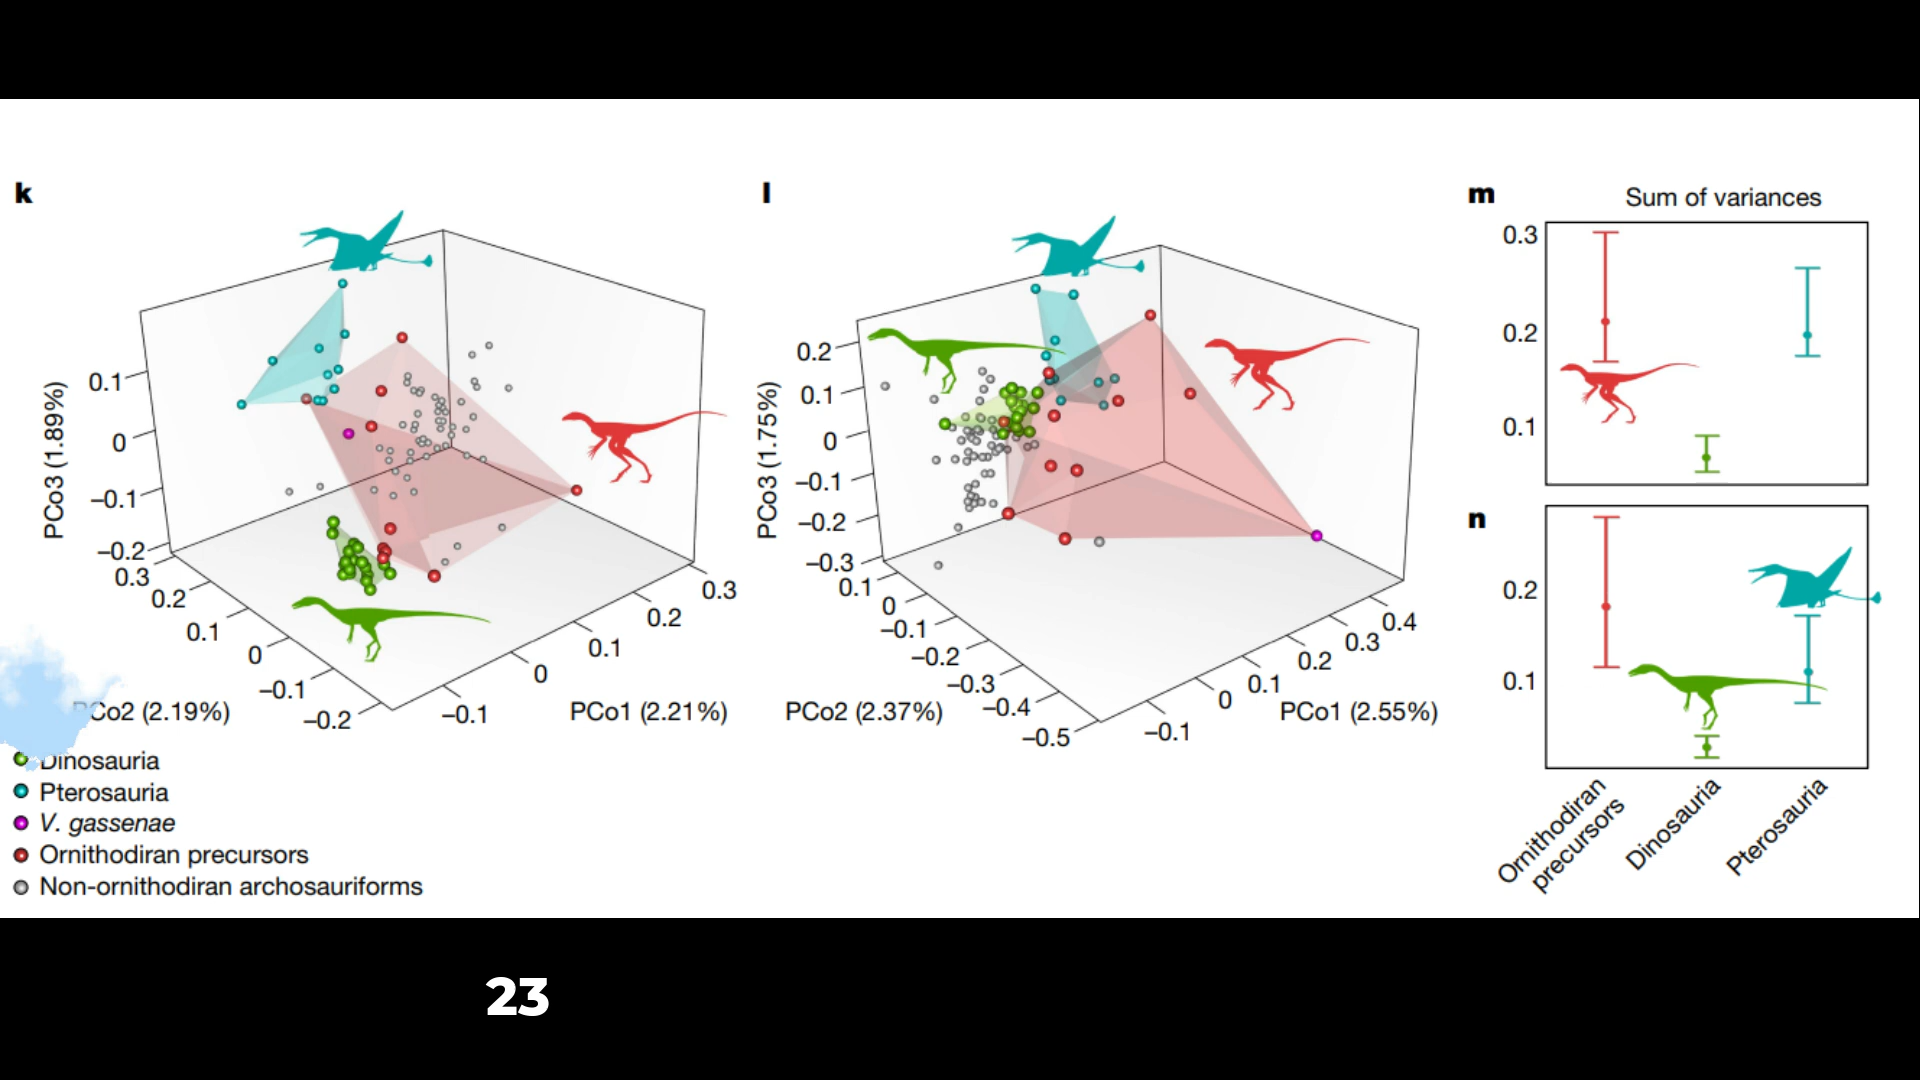 k
PCo3 (1.89%)
0.1
0
−0.1
−0.2
0.3
0.2
0.1
0
−0.1
−0.2
PCo2 (2.19%)
−0.1
0
0.1
0.2
0.3
PCo1 (2.21%)
l
PCo3 (1.75%)
0.2
0.1
0
−0.1
−0.2
−0.3
0.1
0
−0.1
−0.2
−0.3
−0.4
−0.5
PCo2 (2.37%)
−0.1
0
0.1
0.2
0.3
0.4
PCo1 (2.55%)
m
Sum of variances
0.3
0.2
0.1
n
0.2
0.1
Ornithodiran
precursors
Dinosauria
Pterosauria
Dinosauria
Pterosauria
V. gassenae
Ornithodiran precursors
Non-ornithodiran archosauriforms
23